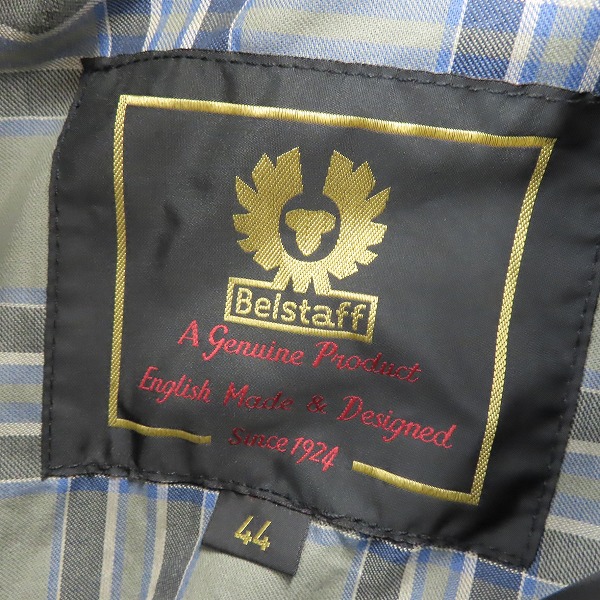 Belstaff
A Genuine Product
English Made & Designed
Since 1924
44